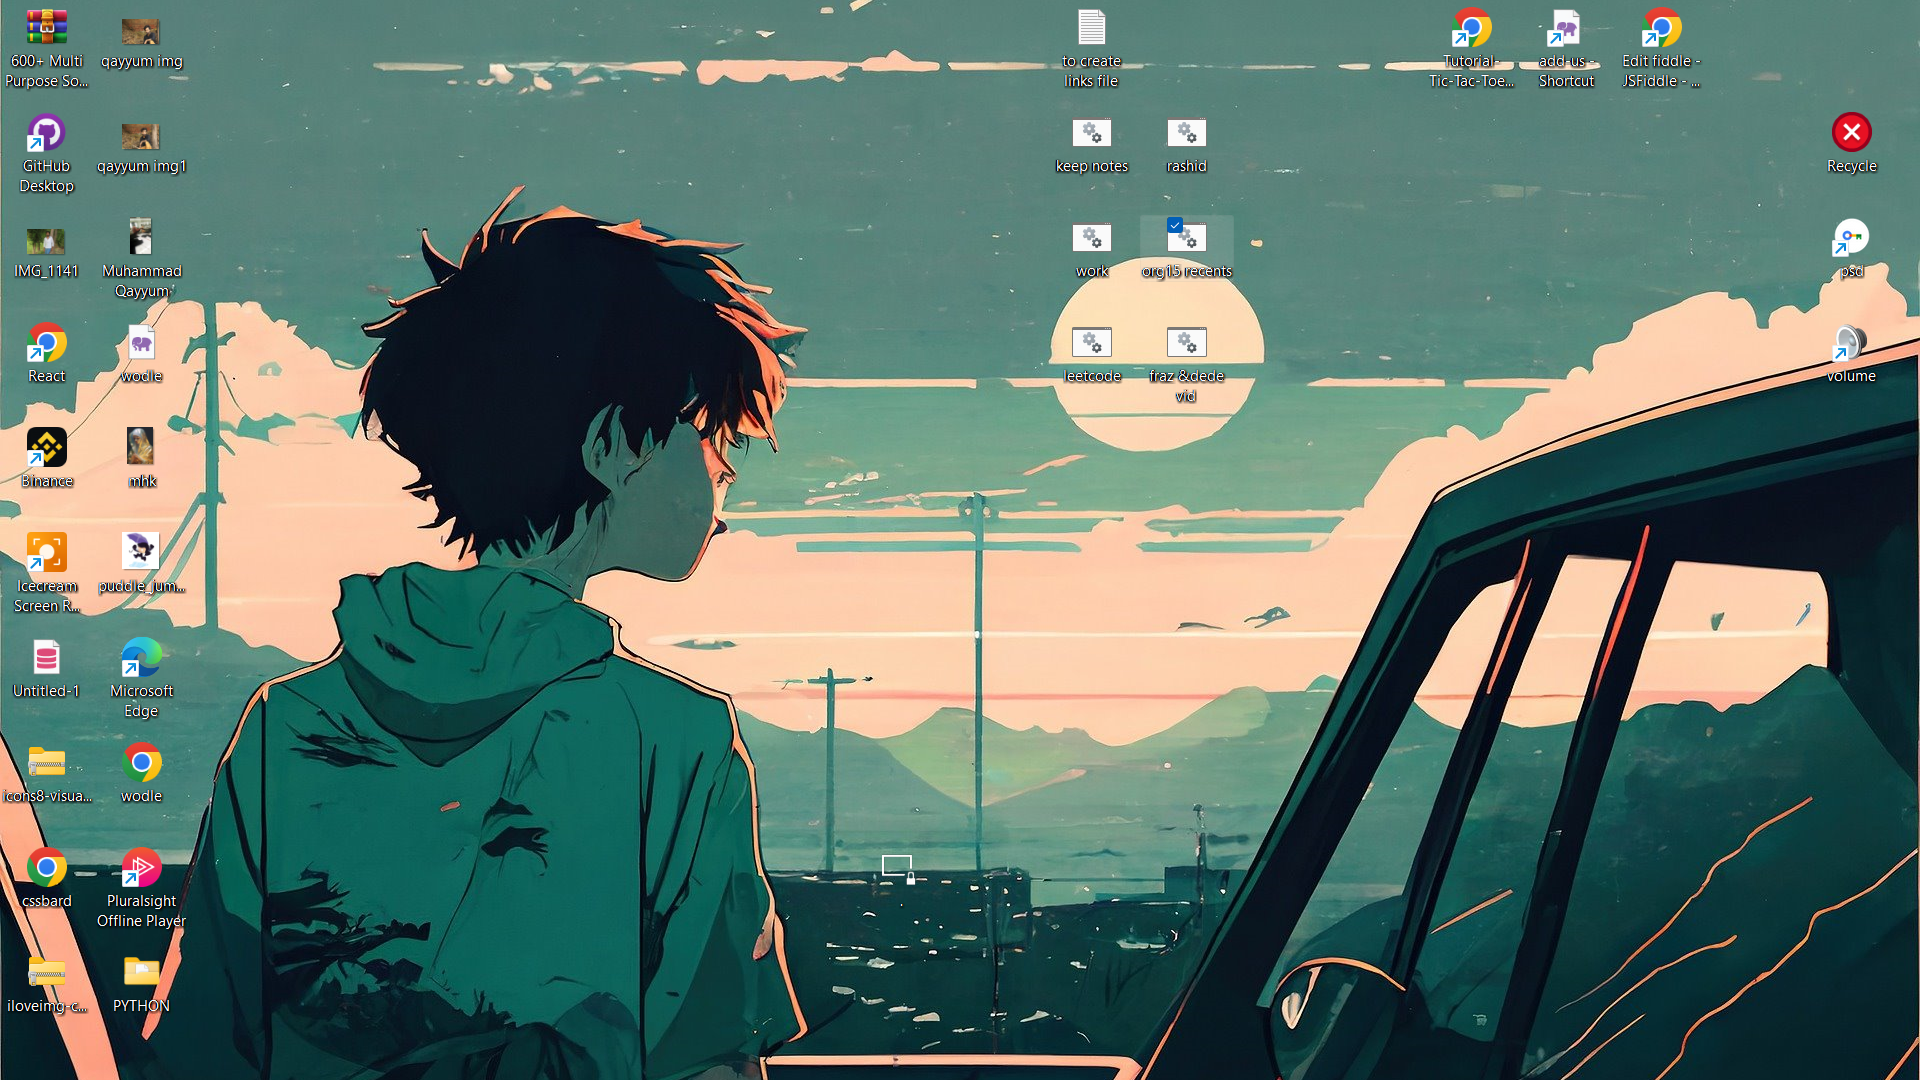 600+ Multi
Purpose So...
qayyum img
to create
links file
Tutorial-
Tic-Tac-Toe...
add-us -
Shortcut
Edit fiddle -
JSFiddle - ...
GitHub
Desktop
qayyum img1
keep notes
rashid
Recycle
IMG_1141
Muhammad
Qayyum
work
org15 recents
psd
React
wodle
leetcode
fraz &dede
vid
volume
Binance
mhk
Icecream
Screen R...
puddle_jum...
Untitled-1
Microsoft
Edge
icons8-visua...
wodle
cssbard
Pluralsight
Offline Player
iloveimg-c...
PYTHON